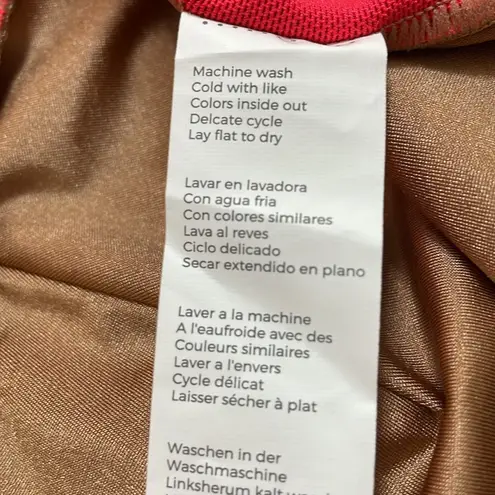 Machine wash
Cold with like
Colors inside out
Delcate cycle
Lay flat to dry
Lavar en lavadora
Con agua fria
Con colores similares
Lava al reves
Ciclo delicado
Secar extendido en plano
Laver a la machine
A l'eaufroide avec des
Couleurs similaires
Laver a l'envers
Cycle délicat
Laisser sécher à plat
Waschen in der
Waschmaschine
Linksherum kalt